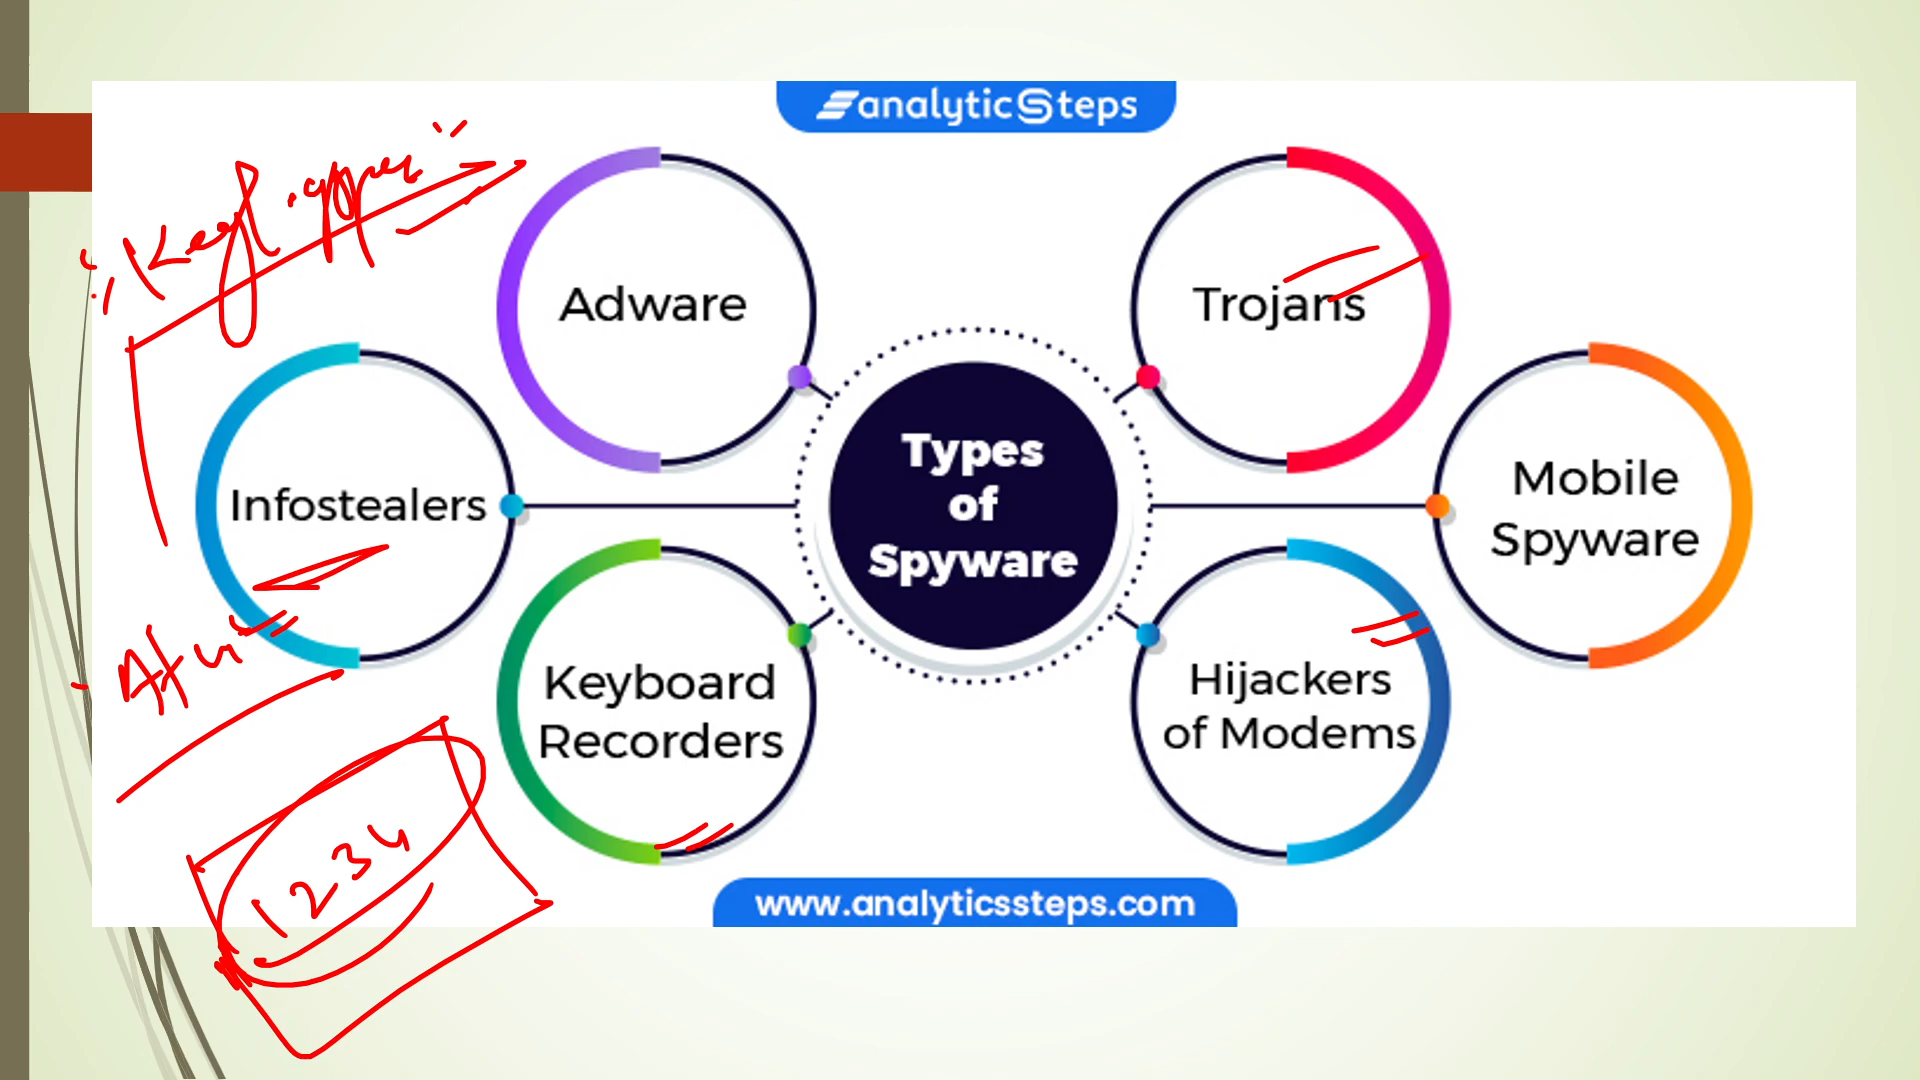 analyticSteps
Adware
Trojans
Infostealers
Types
of
Spyware
Mobile
Spyware
Keyboard
Recorders
Hijackers
of Modems
1234
www.analyticssteps.com